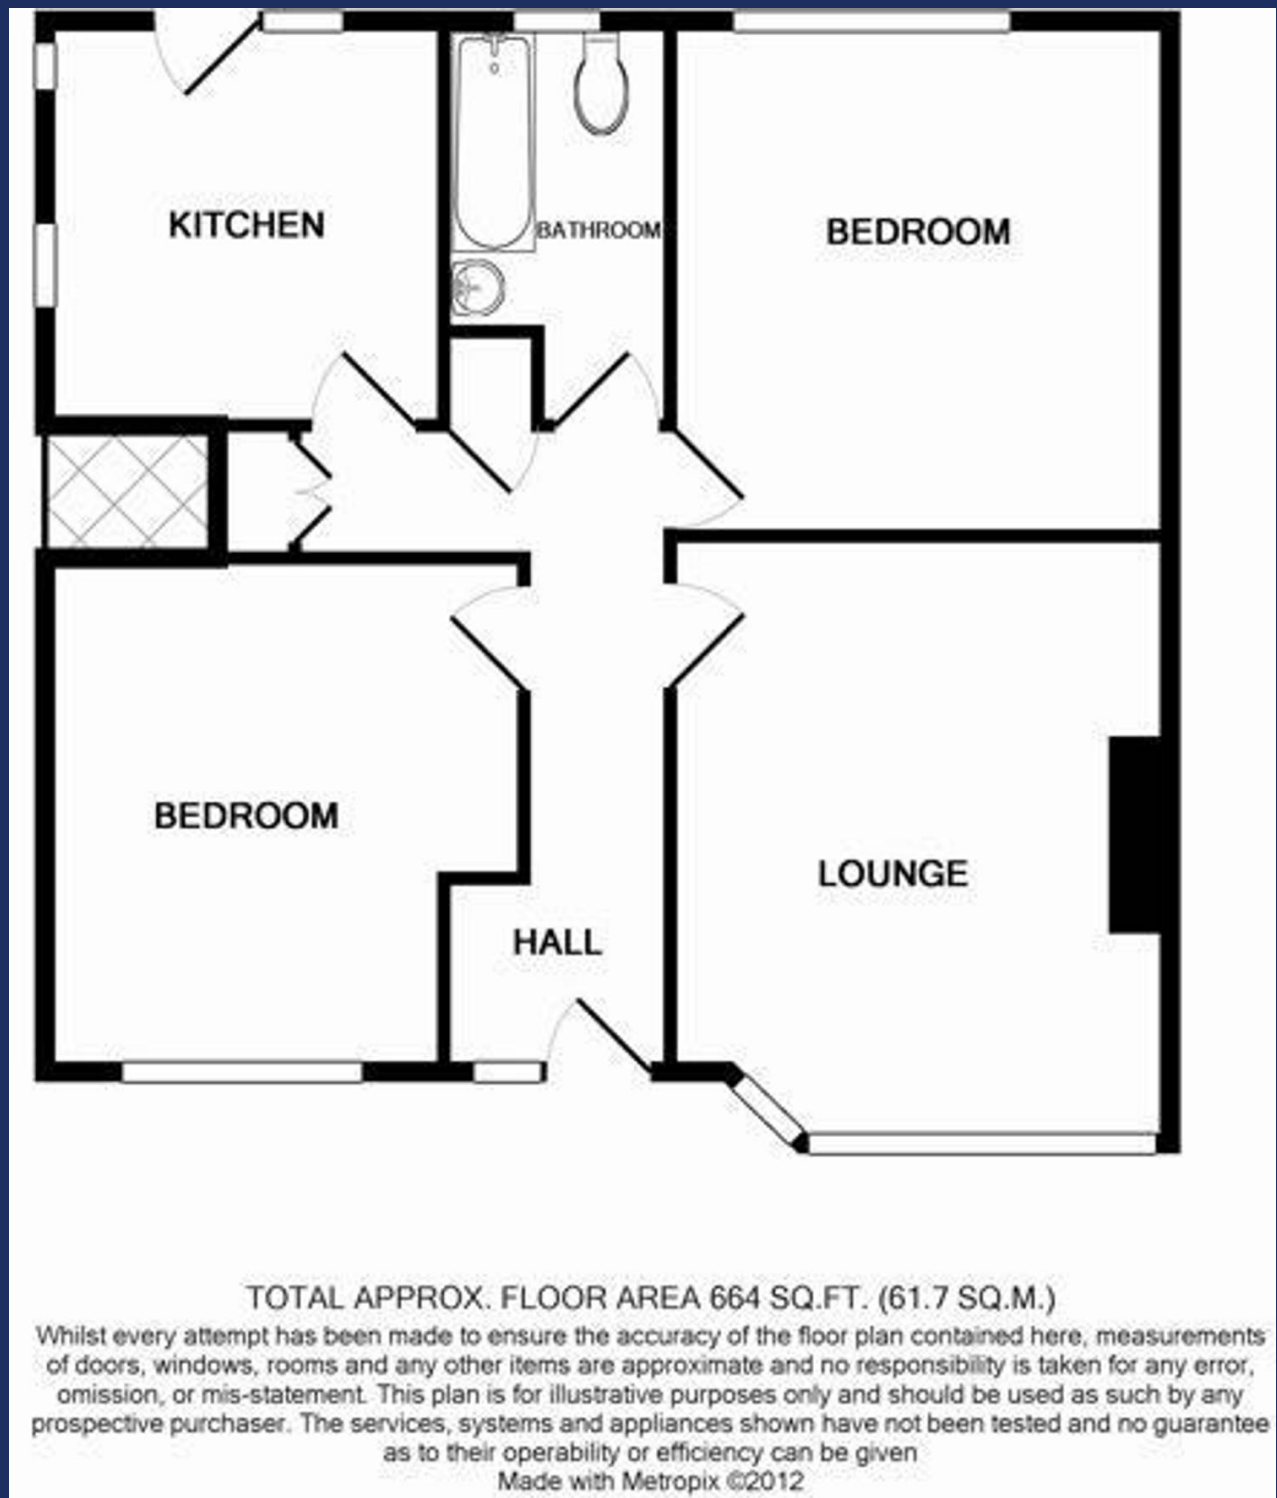 KITCHEN
BATHROOM
BEDROOM
BEDROOM
LOUNGE
HALL
TOTAL APPROX. FLOOR AREA 664 SQ.FT. (61.7 SQ.M.)
Whilst every attempt has been made to ensure the accuracy of the floor plan contained here, measurements
of doors, windows, rooms and any other items are approximate and no responsibility is taken for any error,
omission, or mis-statement. This plan is for illustrative purposes only and should be used as such by any
prospective purchaser. The services, systems and appliances shown have not been tested and no guarantee
as to their operability or efficiency can be given
Made with Metropix ©2012